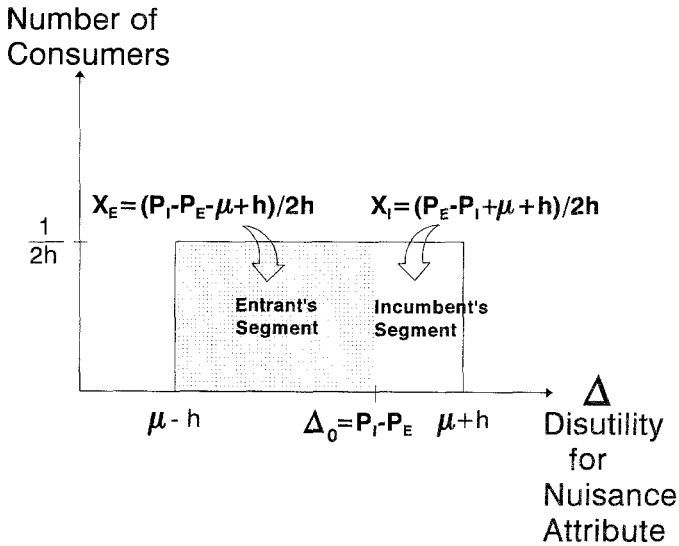 Number of
Consumers
X_E=(P_I-P_E-μ+h)/2h
X_I=(P_E-P_I+μ+h)/2h
1
2h
Entrant's
Segment
Incumbent's
Segment
μ-h
Δ₀=P_I-P_E
μ+h
Δ
Disutility
for
Nuisance
Attribute